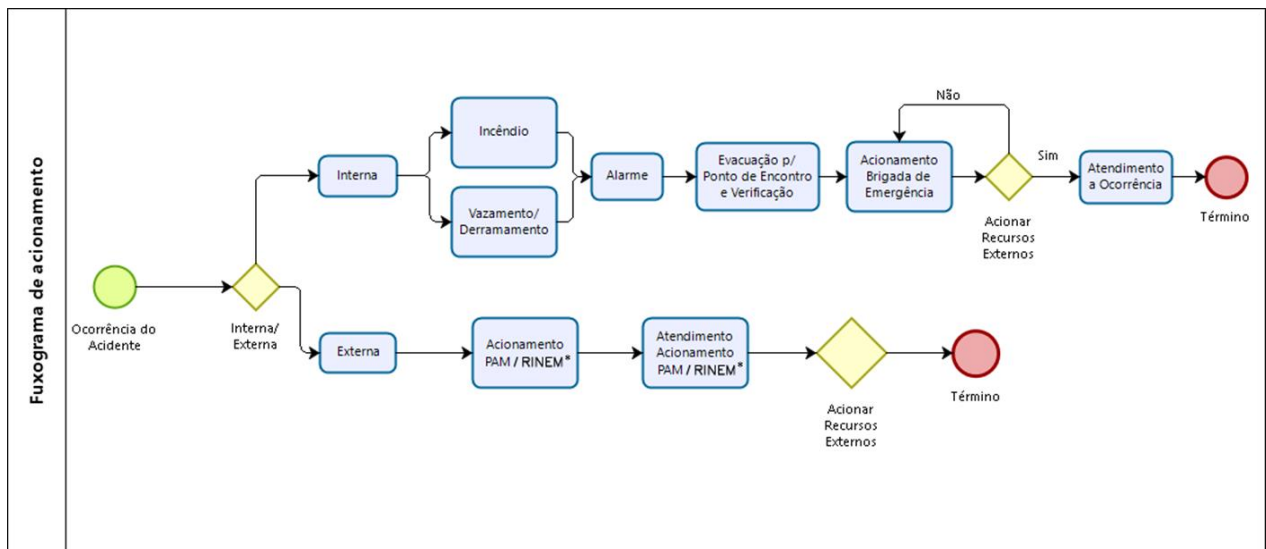 Fuxograma de acionamento
Ocorrência do
Acidente
Interna/
Externa
Interna
Incêndio
Vazamento/
Derramamento
Alarme
Evacuação p/
Ponto de Encontro
e Verificação
Acionamento
Brigada de
Emergência
Não
Acionar
Recursos
Externos
Sim
Atendimento
a Ocorrência
Término
Externa
Acionamento
PAM / RINEM*
Atendimento
Acionamento
PAM / RINEM*
Acionar
Recursos
Externos
Término